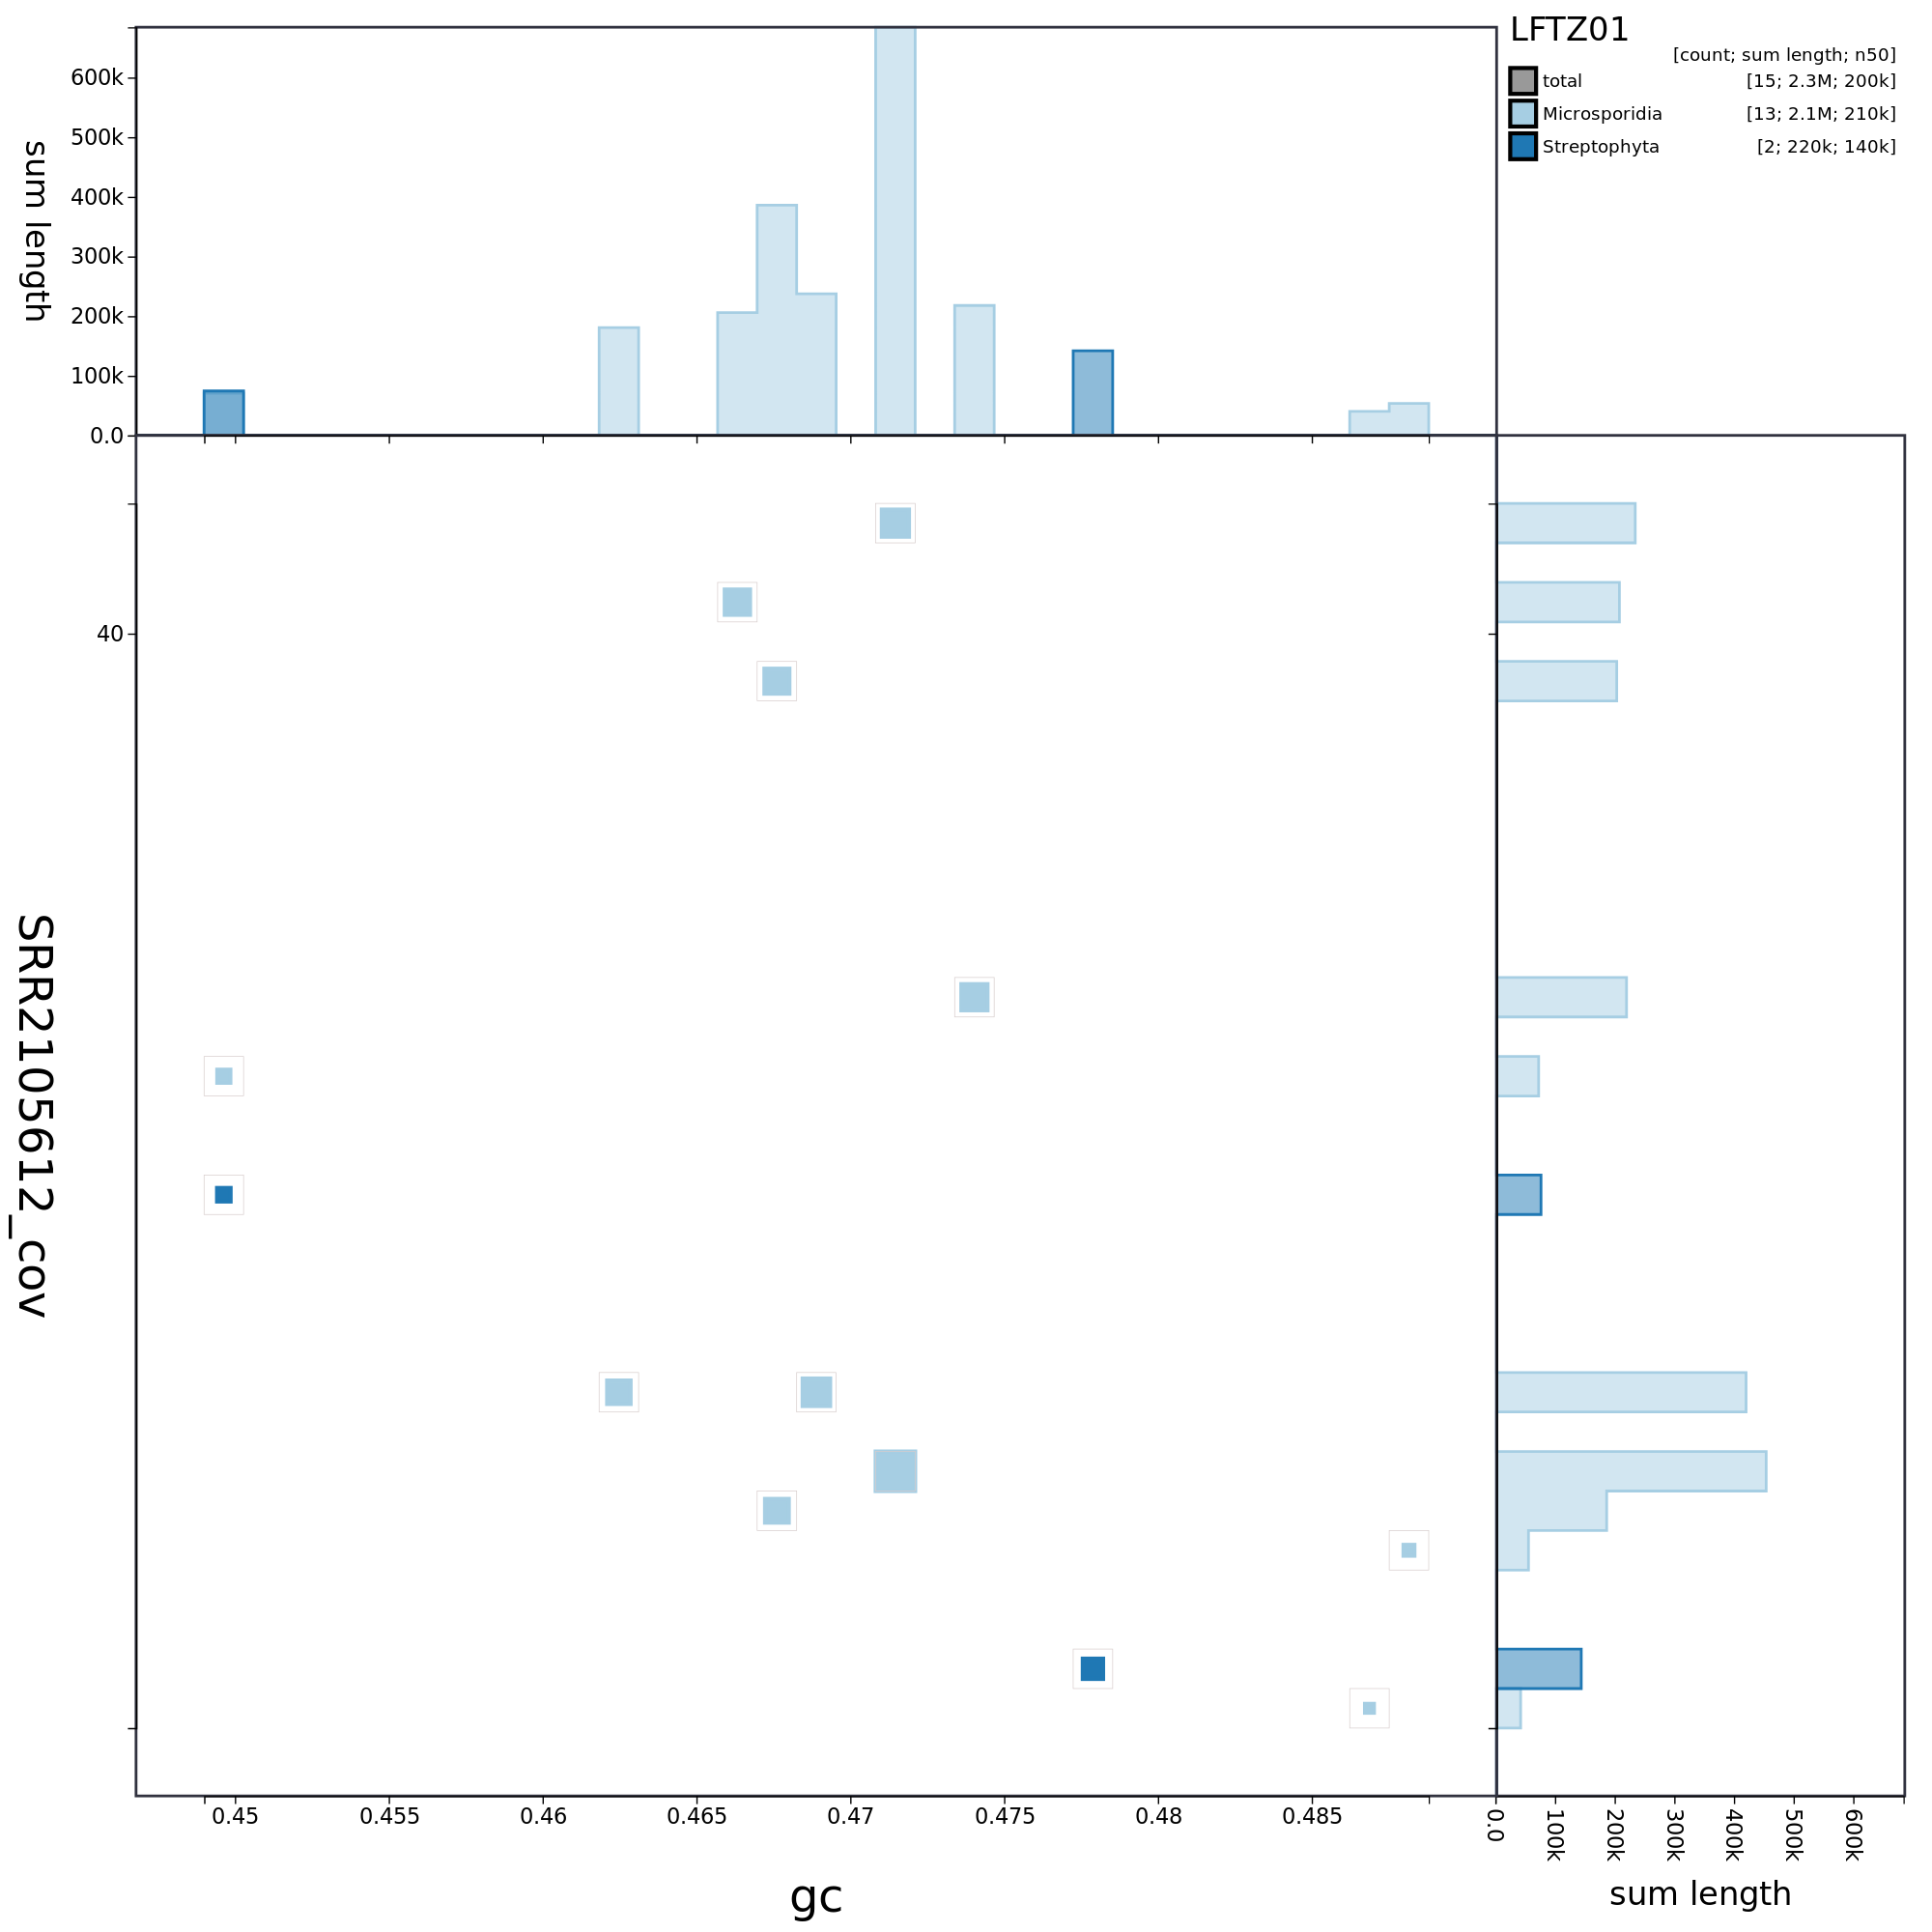 LFTZ01
[count; sum length; n50]
total [15; 2.3M; 200k]
Microsporidia [13; 2.1M; 210k]
Streptophyta [2; 220k; 140k]
sum length
600k
500k
400k
300k
200k
100k
0.0
SRR2105612_cov
40
0.45 0.455 0.46 0.465 0.47 0.475 0.48 0.485
gc
0.0 100k 200k 300k 400k 500k 600k
sum length